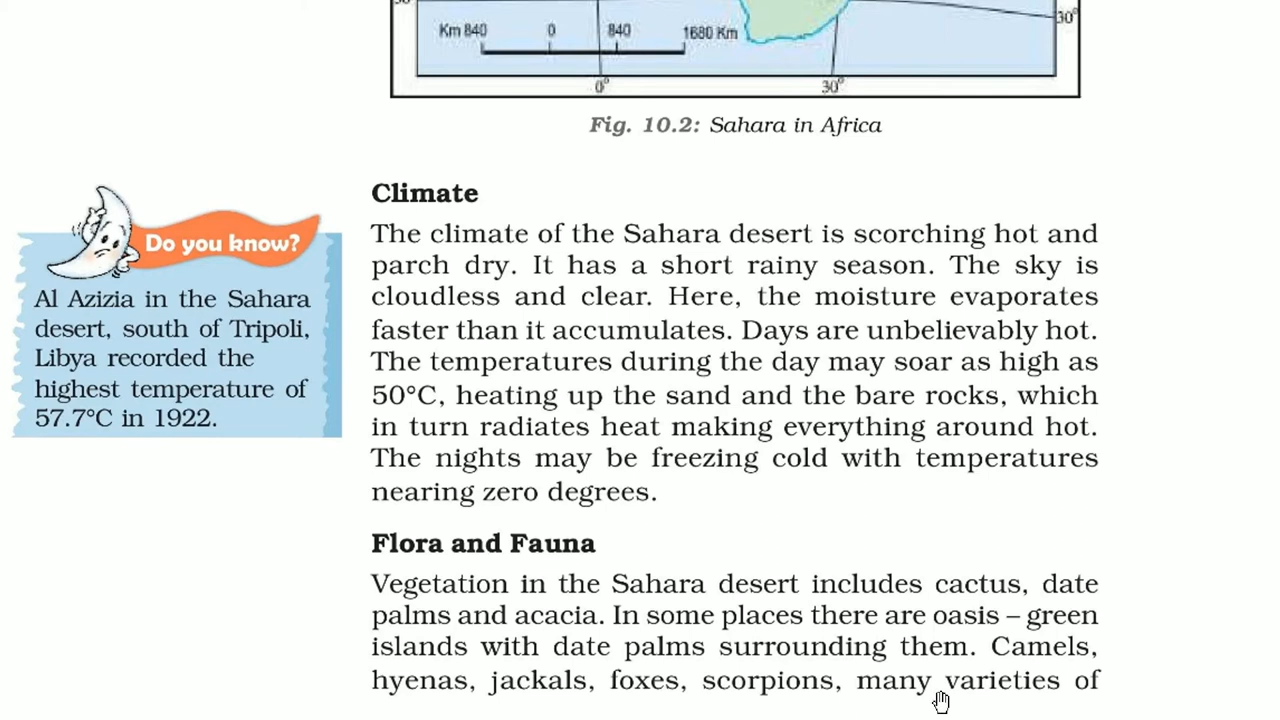 Km 840 0 840 1680 Km
30°
0° 30°
Fig. 10.2: Sahara in Africa
Do you know?
Al Azizia in the Sahara
desert, south of Tripoli,
Libya recorded the
highest temperature of
57.7°C in 1922.
Climate
The climate of the Sahara desert is scorching hot and
parch dry. It has a short rainy season. The sky is
cloudless and clear. Here, the moisture evaporates
faster than it accumulates. Days are unbelievably hot.
The temperatures during the day may soar as high as
50°C, heating up the sand and the bare rocks, which
in turn radiates heat making everything around hot.
The nights may be freezing cold with temperatures
nearing zero degrees.
Flora and Fauna
Vegetation in the Sahara desert includes cactus, date
palms and acacia. In some places there are oasis – green
islands with date palms surrounding them. Camels,
hyenas, jackals, foxes, scorpions, many varieties of